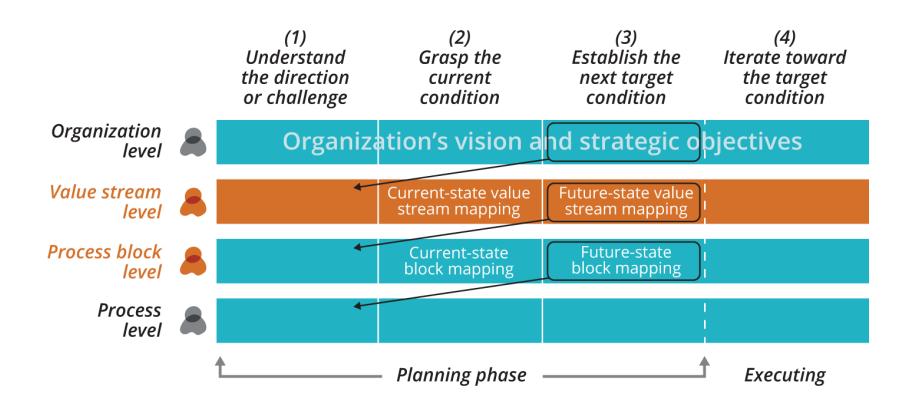 (1)
Understand
the direction
or challenge
(2)
Grasp the
current
condition
(3)
Establish the
next target
condition
(4)
Iterate toward
the target
condition
Organization
level
Organization's vision and strategic objectives
Value stream
level
Current-state value
stream mapping
Future-state value
stream mapping
Process block
level
Current-state
block mapping
Future-state
block mapping
Process
level
Planning phase
Executing